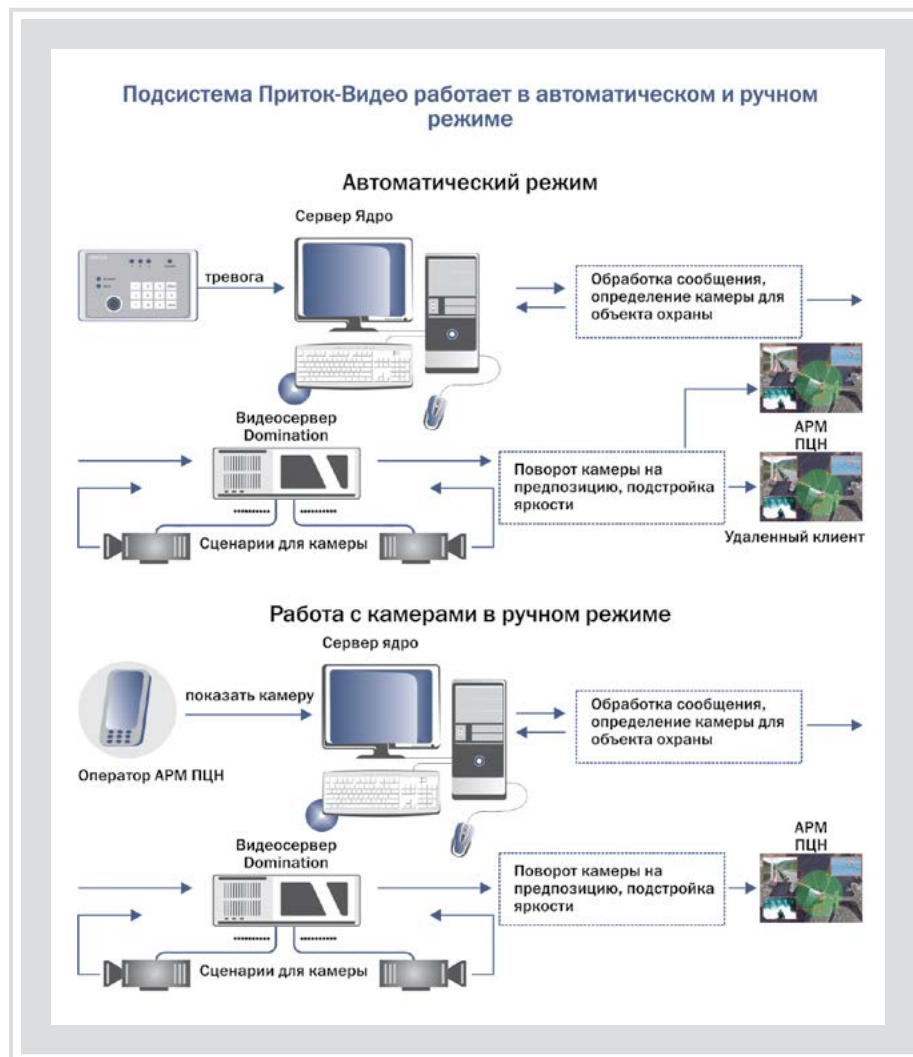 Подсистема Приток-Видео работает в автоматическом и ручном
режиме
Автоматический режим
Сервер Ядро
тревога
Обработка сообщения,
определение камеры для
объекта охраны
АРМ
ПЦН
Видеосервер
Domination
Поворот камеры на
предпозицию, подстройка
яркости
Сценарии для камеры
Удаленный клиент
Работа с камерами в ручном режиме
Сервер ядро
показать камеру
Обработка сообщения,
определение камеры для
объекта охраны
Оператор АРМ ПЦН
АРМ
ПЦН
Видеосервер
Domination
Поворот камеры на
предпозицию, подстройка
яркости
Сценарии для камеры